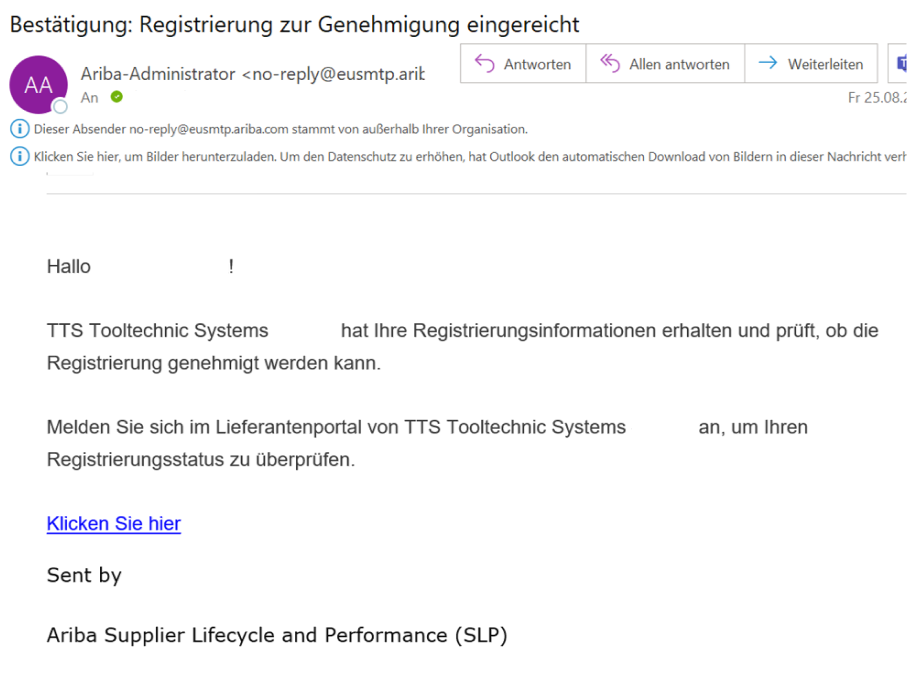 Bestätigung: Registrierung zur Genehmigung eingereicht
AA
Ariba-Administrator <no-reply@eusmtp.arib
Antworten
Allen antworten
Weiterleiten
An
Fr 25.08.2
Dieser Absender no-reply@eusmtp.ariba.com stammt von außerhalb Ihrer Organisation.
Klicken Sie hier, um Bilder herunterzuladen. Um den Datenschutz zu erhöhen, hat Outlook den automatischen Download von Bildern in dieser Nachricht verh
Hallo !
TTS Tooltechnic Systems hat Ihre Registrierungsinformationen erhalten und prüft, ob die
Registrierung genehmigt werden kann.
Melden Sie sich im Lieferantenportal von TTS Tooltechnic Systems an, um Ihren
Registrierungsstatus zu überprüfen.
Klicken Sie hier
Sent by
Ariba Supplier Lifecycle and Performance (SLP)